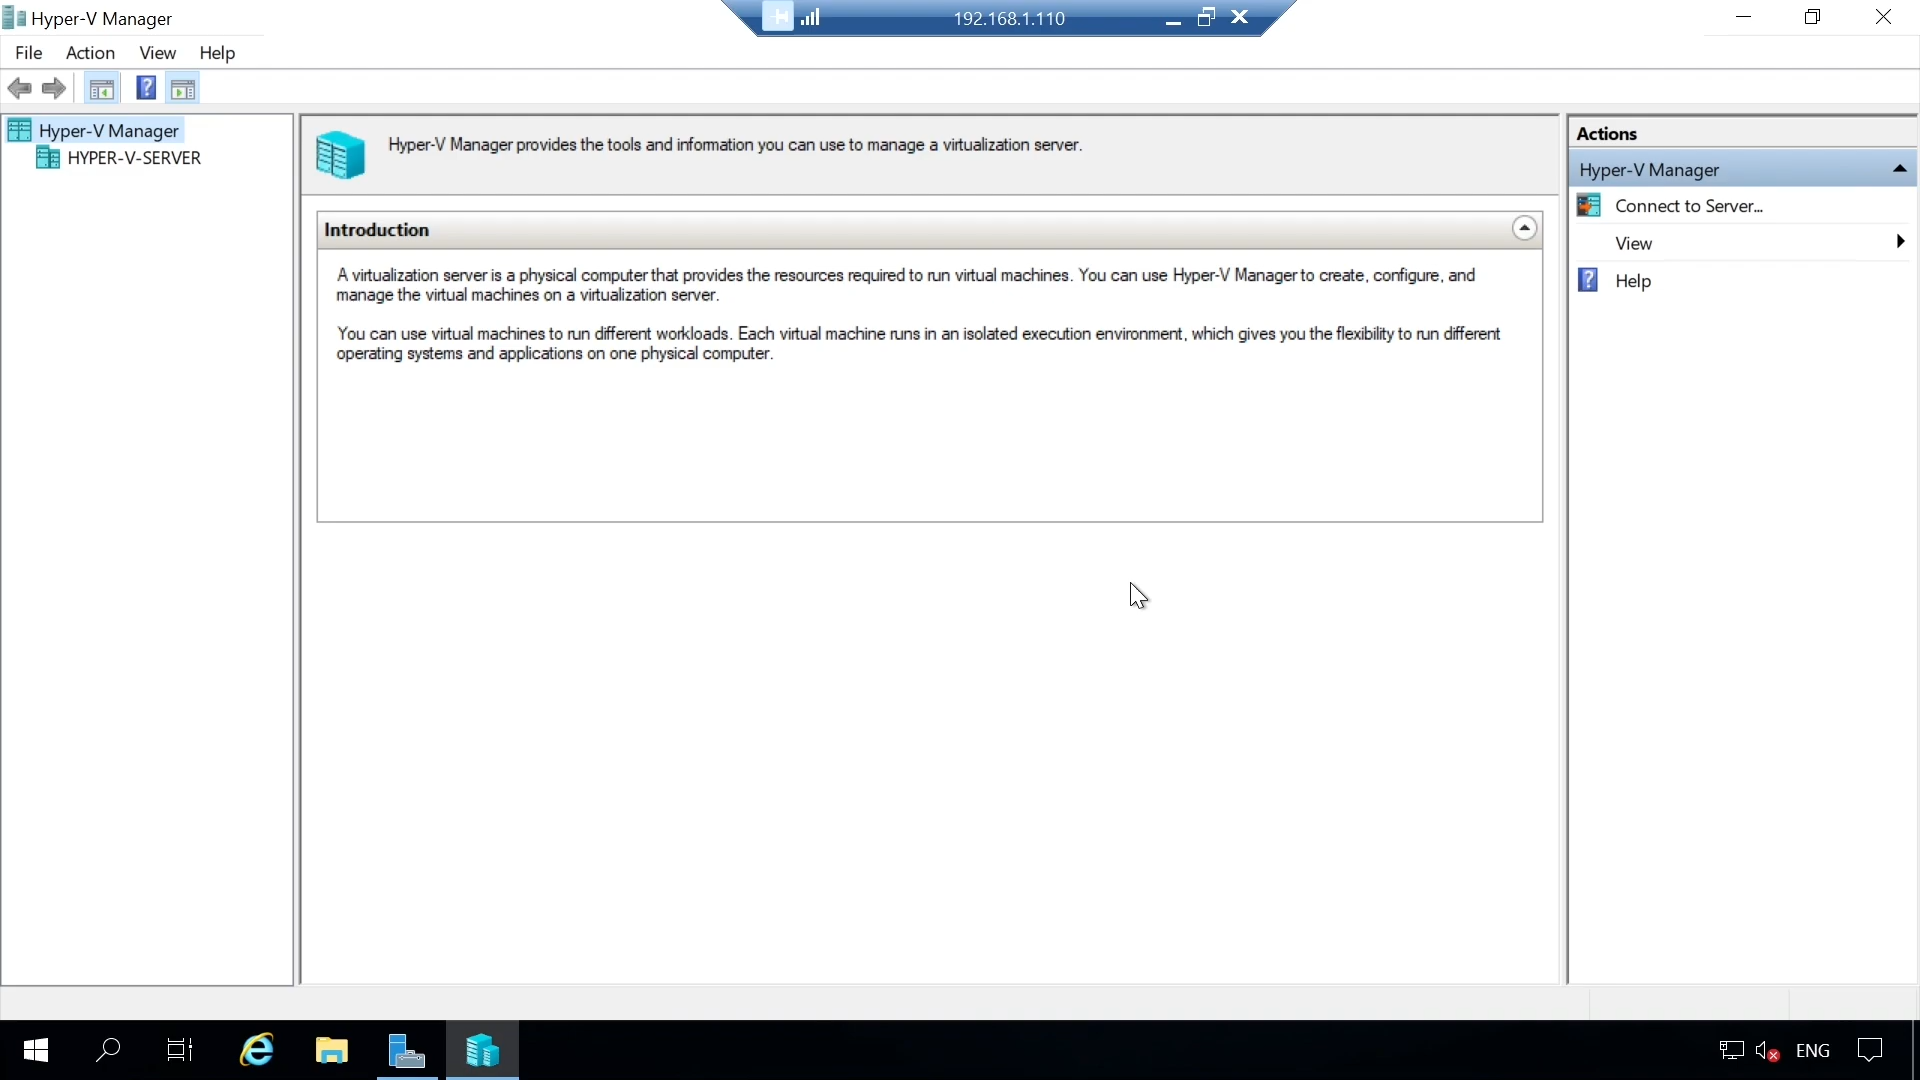 Hyper-V Manager
192.168.1.110
File Action View Help
Hyper-V Manager
HYPER-V-SERVER
Hyper-V Manager provides the tools and information you can use to manage a virtualization server.
Introduction
A virtualization server is a physical computer that provides the resources required to run virtual machines. You can use Hyper-V Manager to create, configure, and
manage the virtual machines on a virtualization server.
You can use virtual machines to run different workloads. Each virtual machine runs in an isolated execution environment, which gives you the flexibility to run different
operating systems and applications on one physical computer.
Actions
Hyper-V Manager
Connect to Server...
View
Help
ENG